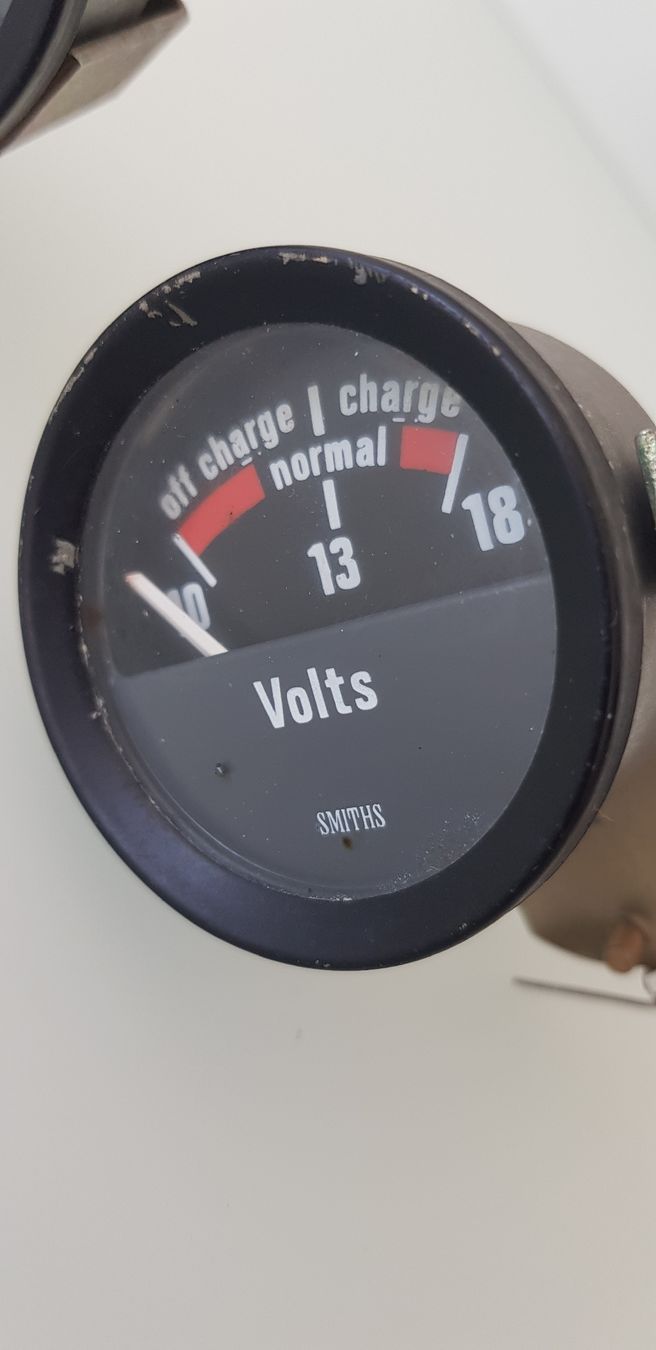 off charge | charge
normal
10 13 18
Volts
SMITHS